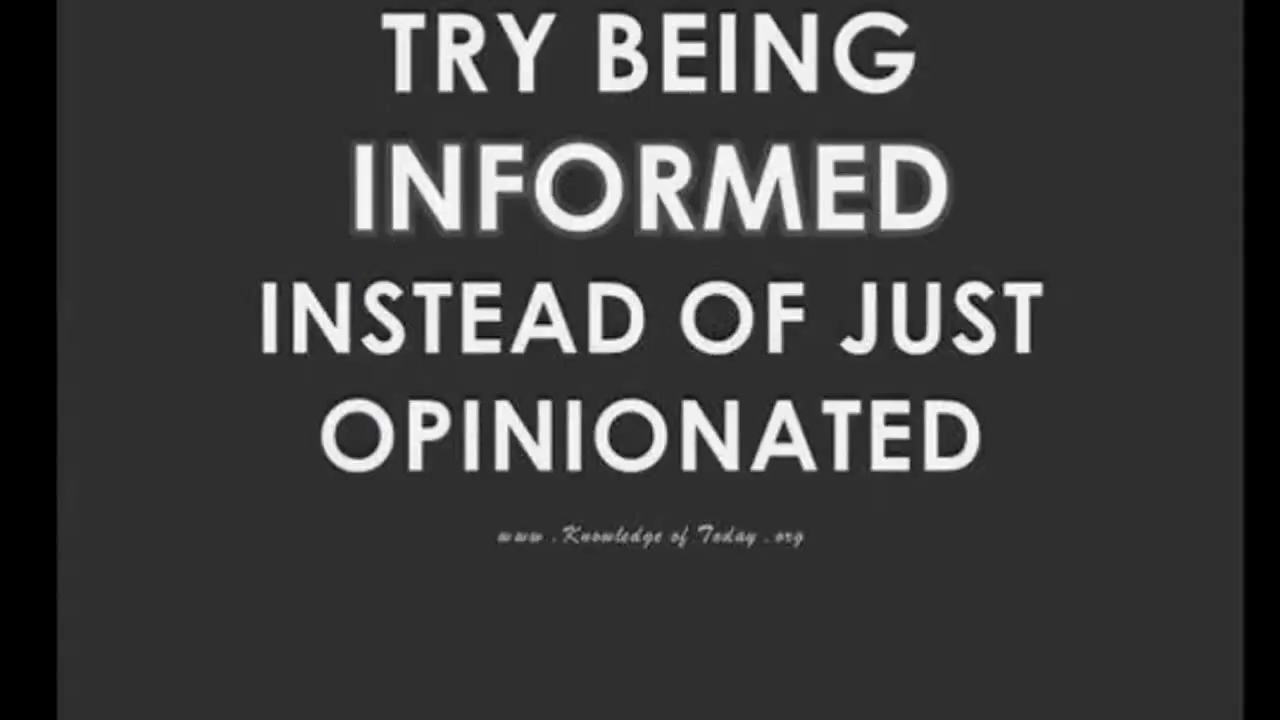 TRY BEING
INFORMED
INSTEAD OF JUST
OPINIONATED
www.Knowledge of Today.org